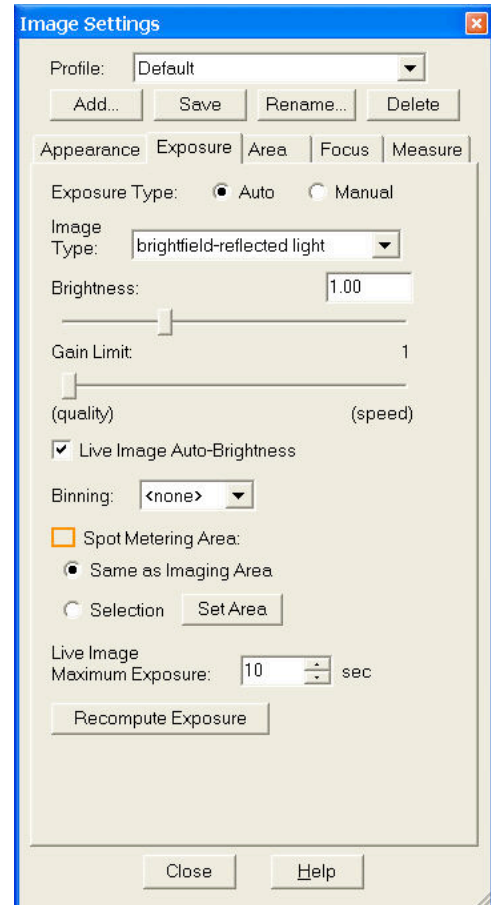 Image Settings
Profile: Default
Add... Save Rename... Delete
Appearance Exposure Area Focus Measure
Exposure Type: Auto Manual
Image
Type: brightfield-reflected light
Brightness: 1.00
Gain Limit: 1
(quality) (speed)
Live Image Auto-Brightness
Binning: <none>
Spot Metering Area:
Same as Imaging Area
Selection Set Area
Live Image
Maximum Exposure: 10 sec
Recompute Exposure
Close Help